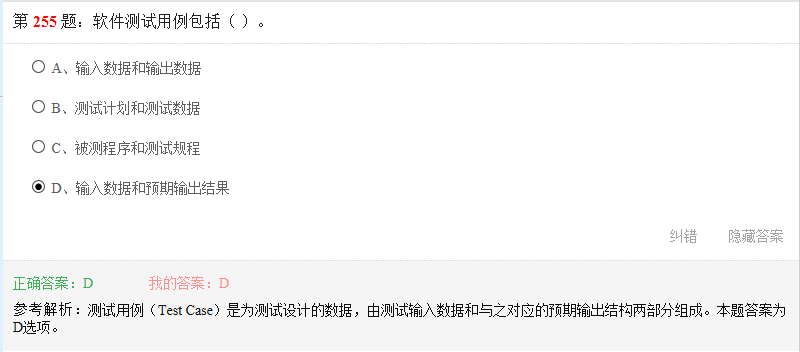 第 255 题：软件测试用例包括（ ）。
A、输入数据和输出数据
B、测试计划和测试数据
C、被测程序和测试规程
D、输入数据和预期输出结果
纠错 隐藏答案
正确答案：D 我的答案：D
参考解析：测试用例（Test Case）是为测试设计的数据，由测试输入数据和与之对应的预期输出结构两部分组成。本题答案为
D选项。